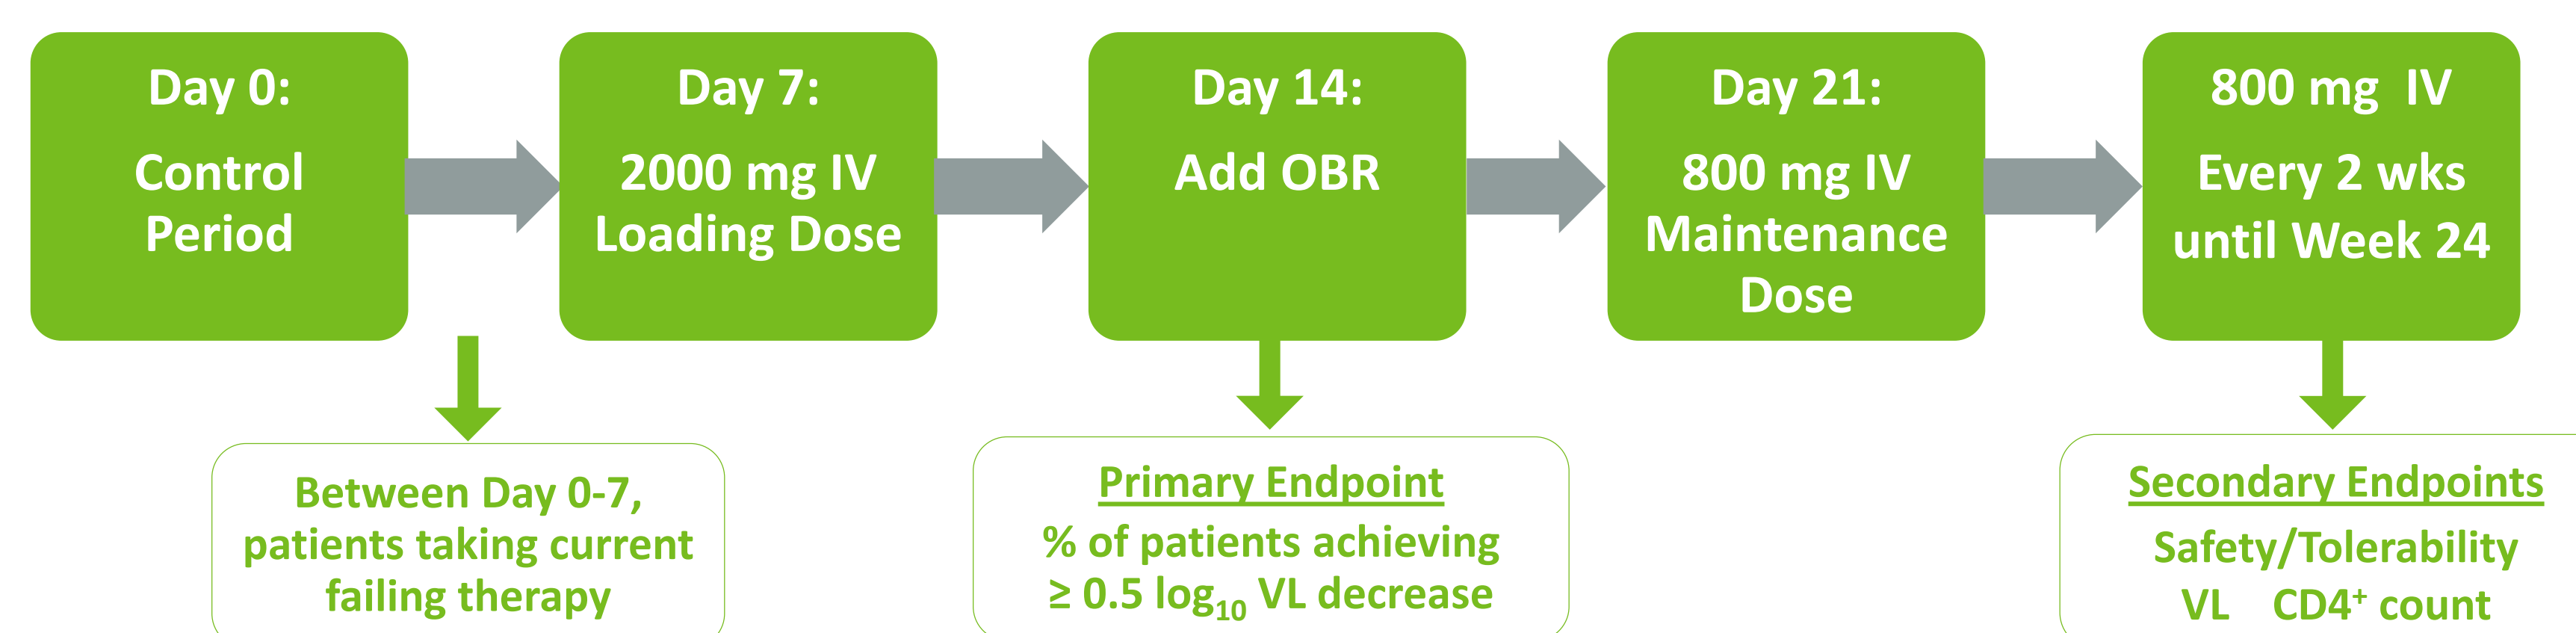 Day 0:
Control
Period
Day 7:
2000 mg IV
Loading Dose
Day 14:
Add OBR
Day 21:
800 mg IV
Maintenance
Dose
800 mg  IV
Every 2 wks
until Week 24
Between Day 0-7,
patients taking current
failing therapy
Primary Endpoint
% of patients achieving
≥ 0.5 log₁₀ VL decrease
Secondary Endpoints
Safety/Tolerability
VL    CD4⁺ count